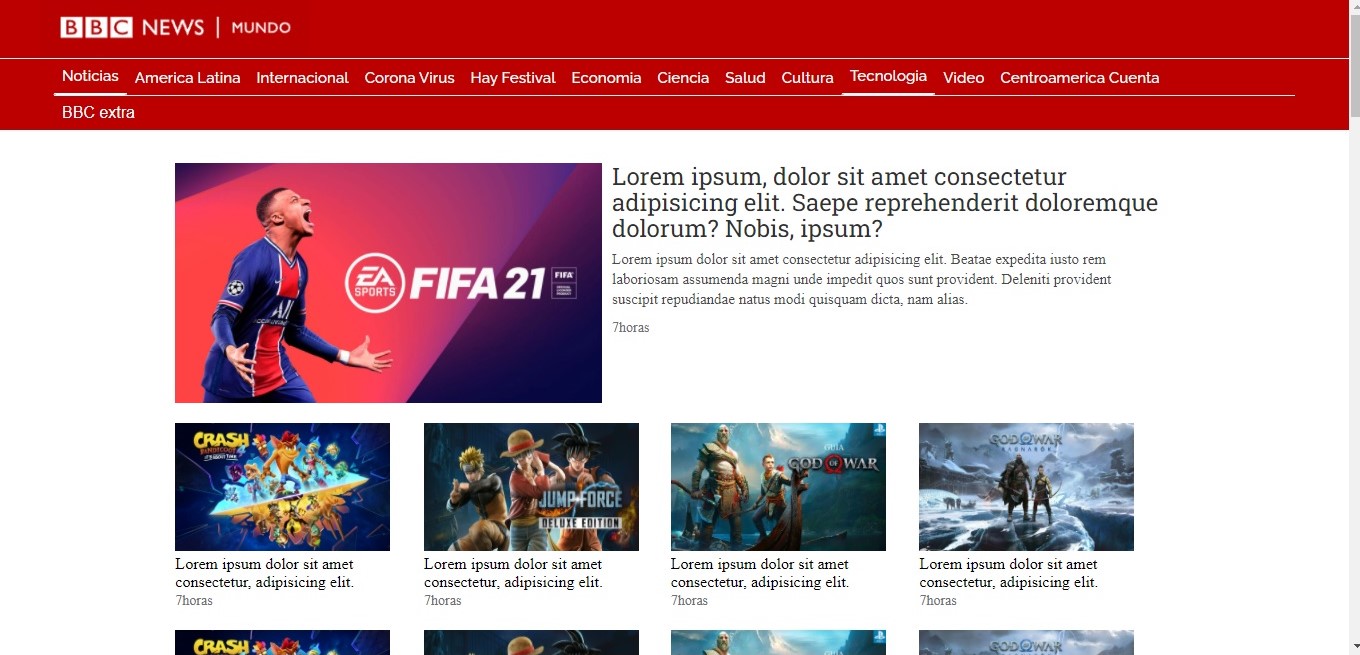 BBC NEWS | MUNDO
Noticias America Latina Internacional Corona Virus Hay Festival Economia Ciencia Salud Cultura Tecnologia Video Centroamerica Cuenta
BBC extra
Lorem ipsum, dolor sit amet consectetur
adipisicing elit. Saepe reprehenderit doloremque
dolorum? Nobis, ipsum?
Lorem ipsum dolor sit amet consectetur adipisicing elit. Beatae expedita iusto rem
laboriosam assumenda magni unde impedit quos sunt provident. Deleniti provident
suscipit repudiandae natus modi quisquam dicta, nam alias.
7horas
EA
SPORTS
FIFA 21
FIFA
CRASH
BANDICOOT
IT'S ABOUT TIME
Lorem ipsum dolor sit amet
consectetur, adipisicing elit.
7horas
JUMP FORCE
DELUXE EDITION
Lorem ipsum dolor sit amet
consectetur, adipisicing elit.
7horas
GUIA
GOD OF WAR
Lorem ipsum dolor sit amet
consectetur, adipisicing elit.
7horas
GOD OF WAR
RAGNARÖK
Lorem ipsum dolor sit amet
consectetur, adipisicing elit.
7horas
CRASH
GOD OF WAR